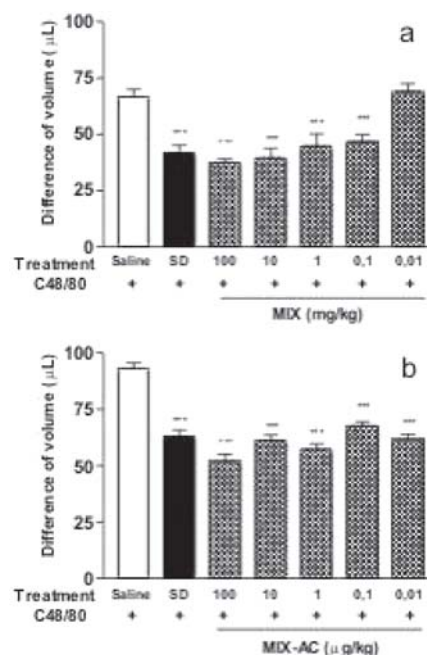 a
Difference of volume (μL)
100
75
50
25
0
*** *** *** *** ***
Treatment Saline SD 100 10 1 0,1 0,01
C48/80 + + + + + + +
MIX (mg/kg)
b
Difference of volume (μL)
100
75
50
25
0
*** *** *** *** *** ***
Treatment Saline SD 100 10 1 0,1 0,01
C48/80 + + + + + + +
MIX-AC (μg/kg)